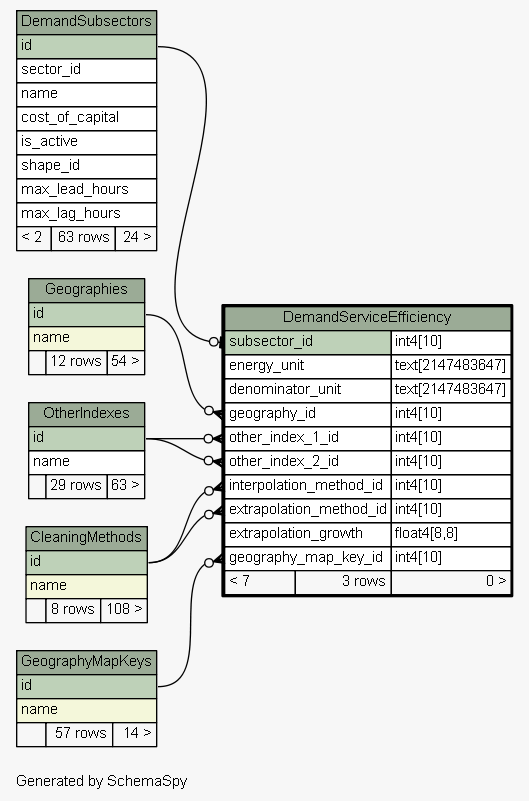 DemandSubsectors
id
sector_id
name
cost_of_capital
is_active
shape_id
max_lead_hours
max_lag_hours
< 2 63 rows 24 >
Geographies
id
name
12 rows 54 >
OtherIndexes
id
name
29 rows 63 >
CleaningMethods
id
name
8 rows 108 >
GeographyMapKeys
id
name
57 rows 14 >
DemandServiceEfficiency
subsector_id int4[10]
energy_unit text[2147483647]
denominator_unit text[2147483647]
geography_id int4[10]
other_index_1_id int4[10]
other_index_2_id int4[10]
interpolation_method_id int4[10]
extrapolation_method_id int4[10]
extrapolation_growth float4[8,8]
geography_map_key_id int4[10]
< 7 3 rows 0 >
Generated by SchemaSpy